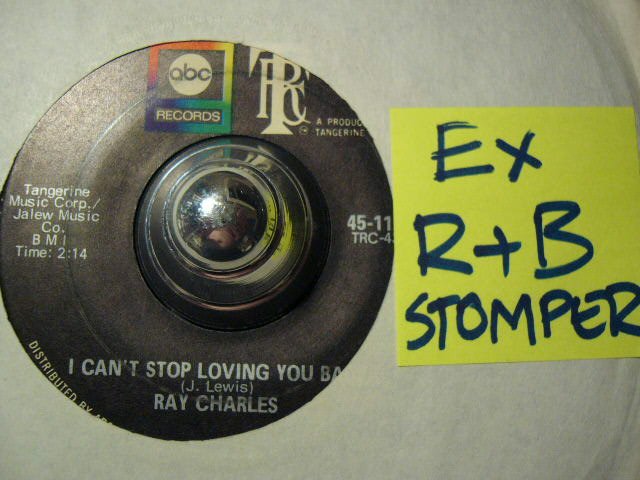 abc
RECORDS
TRC
A PRODUC
TANGERINE
Tangerine
Music Corp./
Jalew Music
Co.
B M I
Time: 2:14
45-11
TRC-4
I CAN'T STOP LOVING YOU BA
(J. Lewis)
RAY CHARLES
DISTRIBUTED BY
EX
R+B
STOMPER